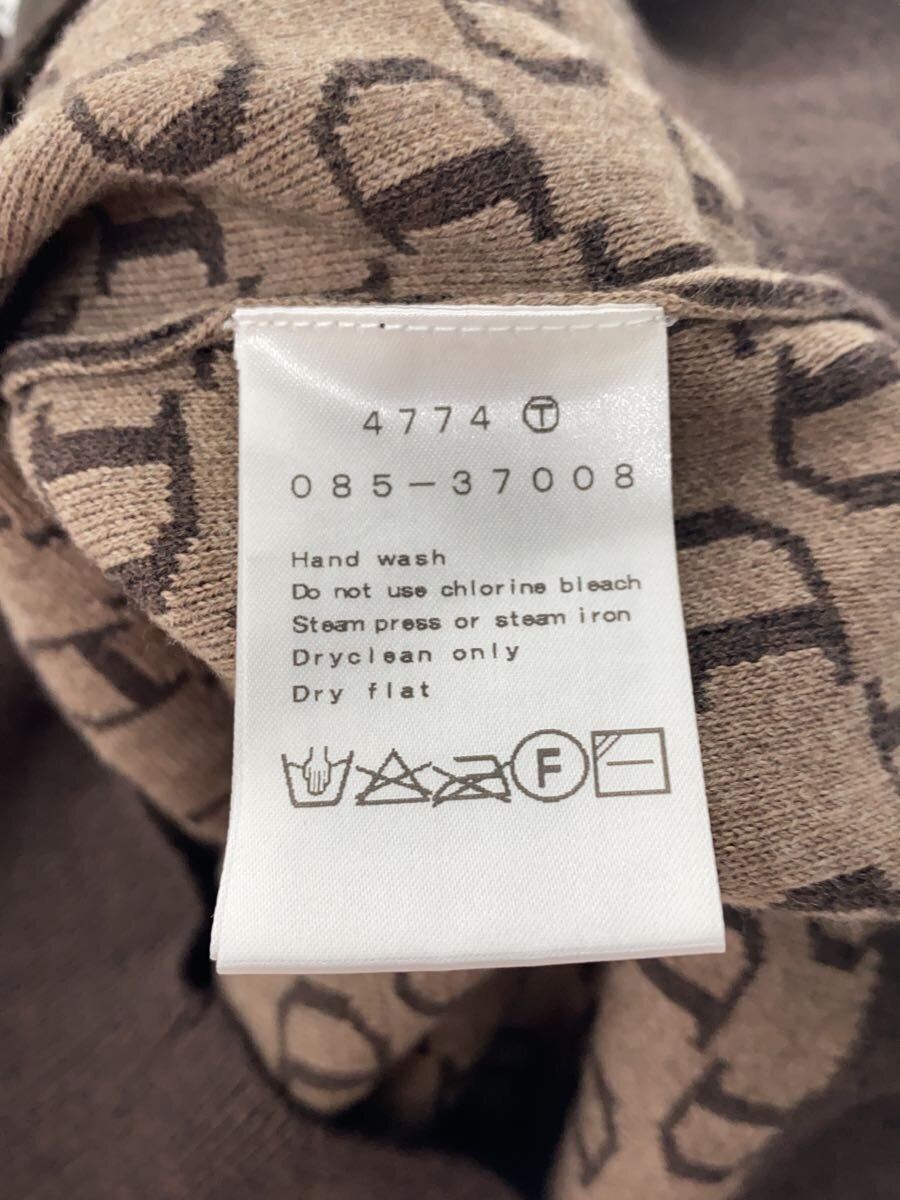 4774 Ⓣ
085-37008
Hand wash
Do not use chlorine bleach
Steam press or steam iron
Dryclean only
Dry flat
F